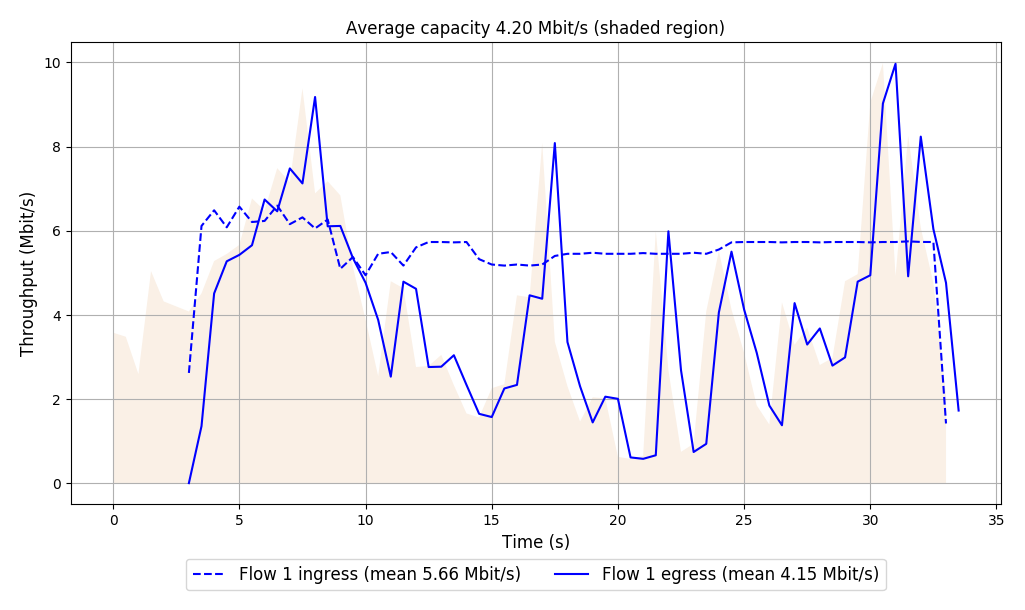 Average capacity 4.20 Mbit/s (shaded region)
10
8
6
4
2
0
Throughput (Mbit/s)
0 5 10 15 20 25 30 35
Time (s)
Flow 1 ingress (mean 5.66 Mbit/s) Flow 1 egress (mean 4.15 Mbit/s)